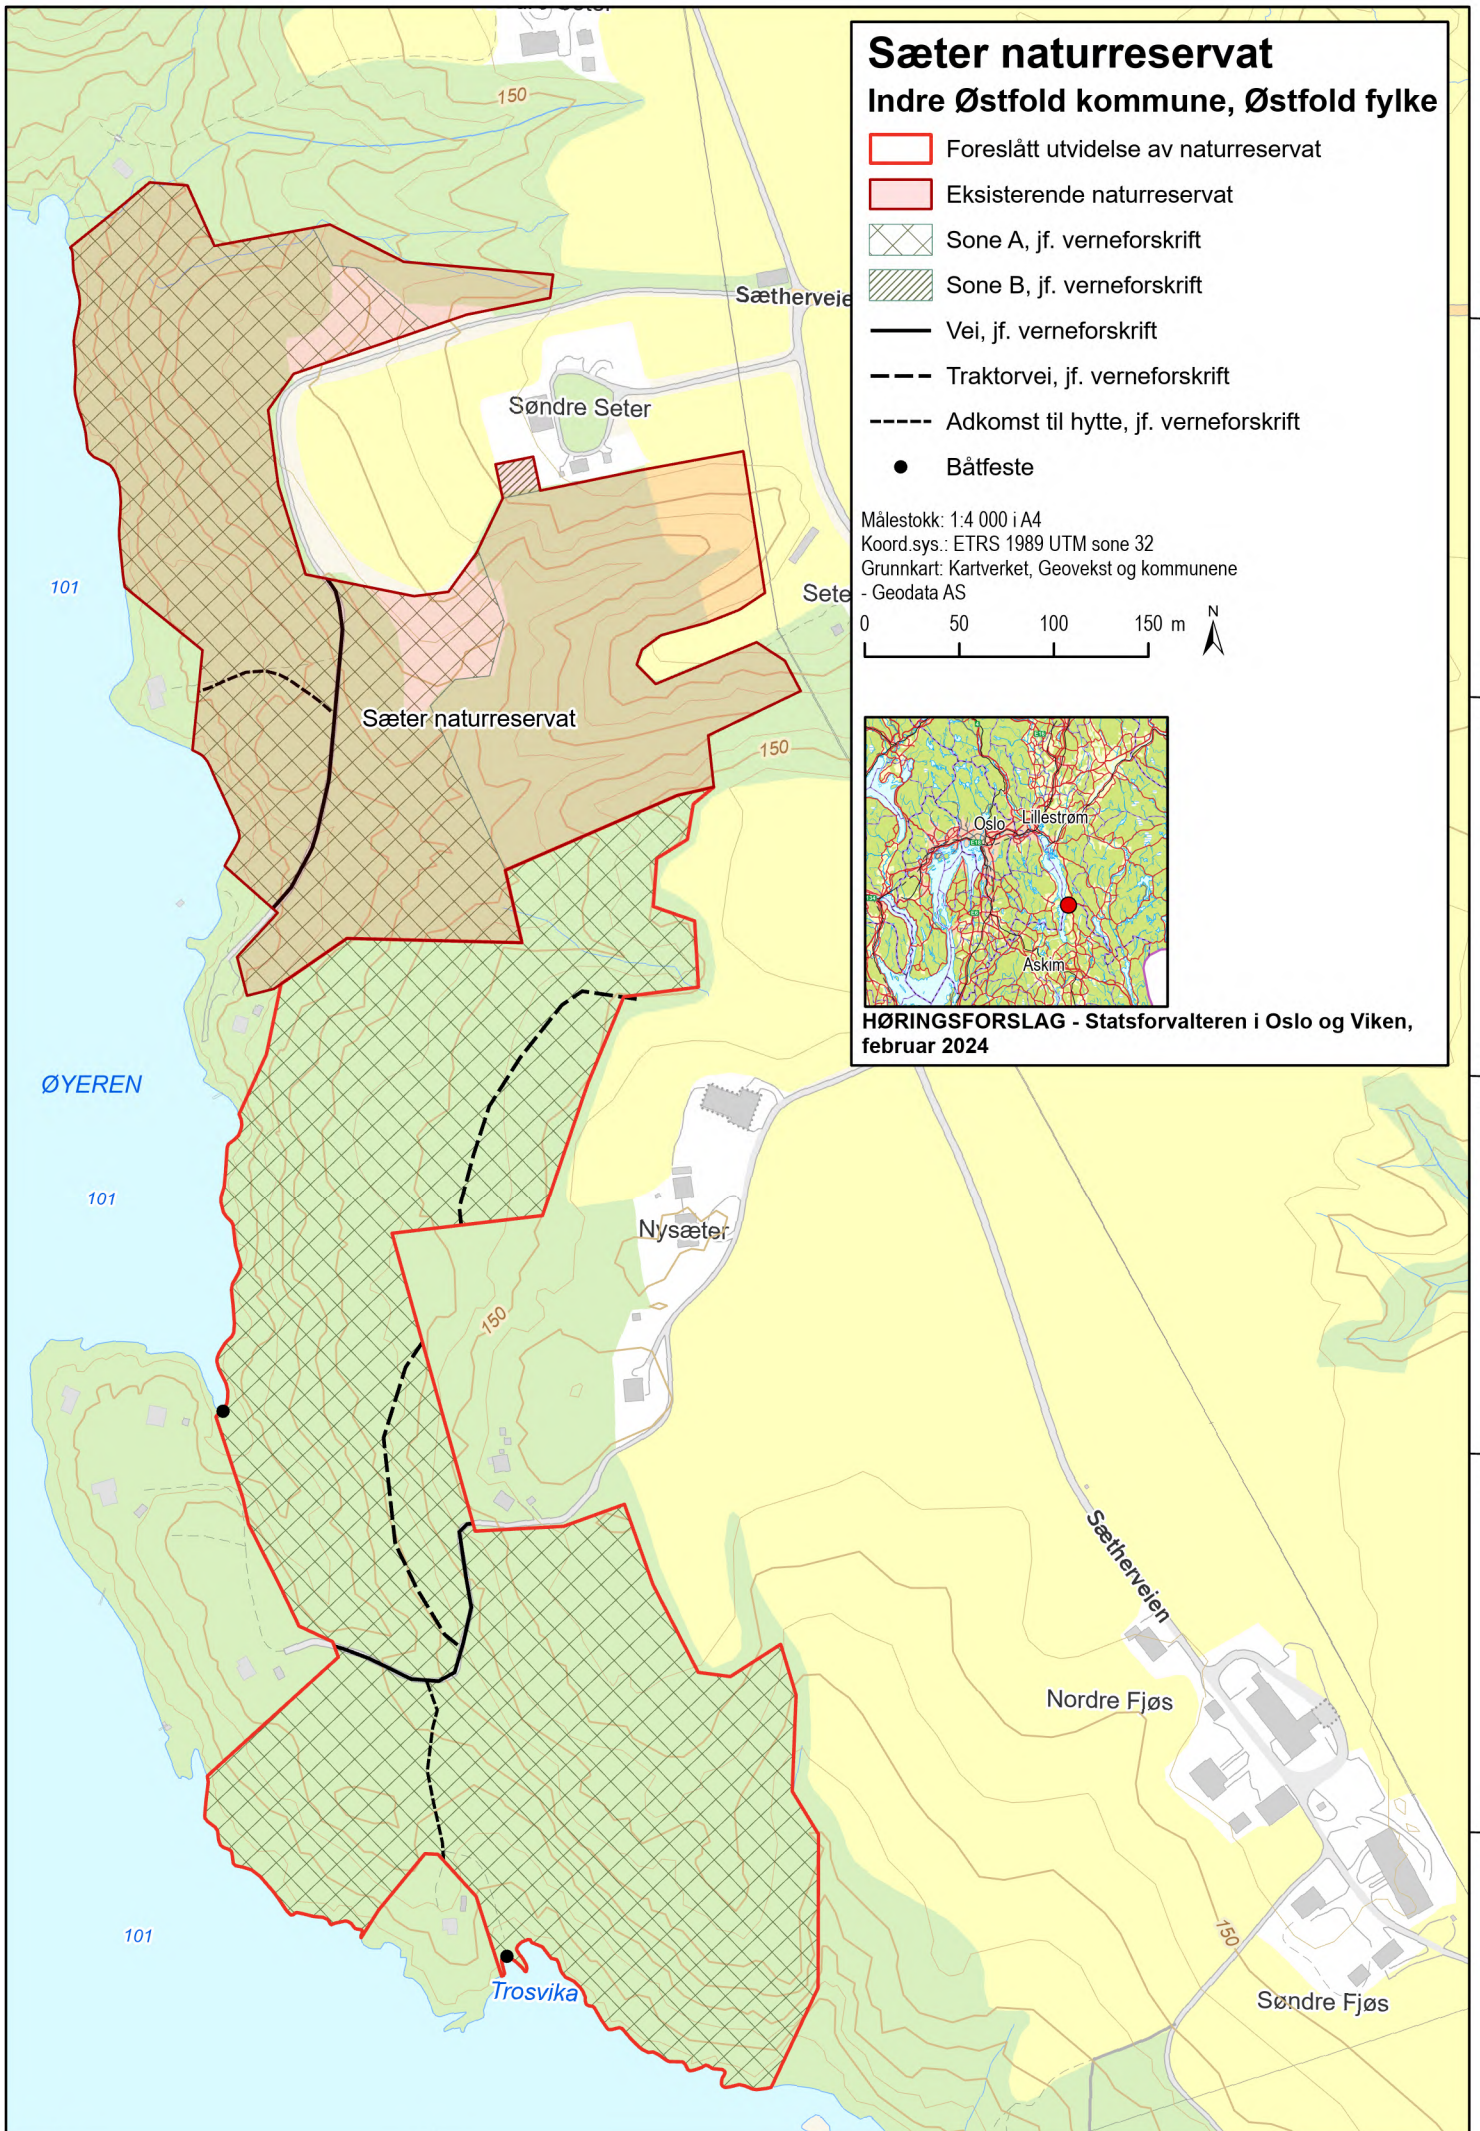 Sæter naturreservat
Indre Østfold kommune, Østfold fylke
Foreslått utvidelse av naturreservat
Eksisterende naturreservat
Sone A, jf. verneforskrift
Sone B, jf. verneforskrift
Vei, jf. verneforskrift
Traktorvei, jf. verneforskrift
Adkomst til hytte, jf. verneforskrift
Båtfeste
Målestokk: 1:4 000 i A4
Koord.sys.: ETRS 1989 UTM sone 32
Grunnkart: Kartverket, Geovekst og kommunene
- Geodata AS
0 50 100 150 m
N
Oslo
Lillestrøm
Askim
HØRINGSFORSLAG - Statsforvalteren i Oslo og Viken,
februar 2024
150
Sætherveie
Søndre Seter
101
Sete
Sæter naturreservat
150
ØYEREN
101
Nysæter
150
Sætherveien
Nordre Fjøs
101
150
Trosvika
Søndre Fjøs